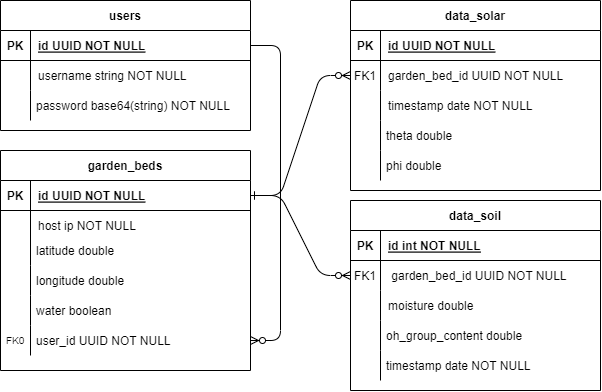 users
PK id UUID NOT NULL
username string NOT NULL
password base64(string) NOT NULL
garden_beds
PK id UUID NOT NULL
host ip NOT NULL
latitude double
longitude double
water boolean
FK0 user_id UUID NOT NULL
data_solar
PK id UUID NOT NULL
FK1 garden_bed_id UUID NOT NULL
timestamp date NOT NULL
theta double
phi double
data_soil
PK id int NOT NULL
FK1 garden_bed_id UUID NOT NULL
moisture double
oh_group_content double
timestamp date NOT NULL